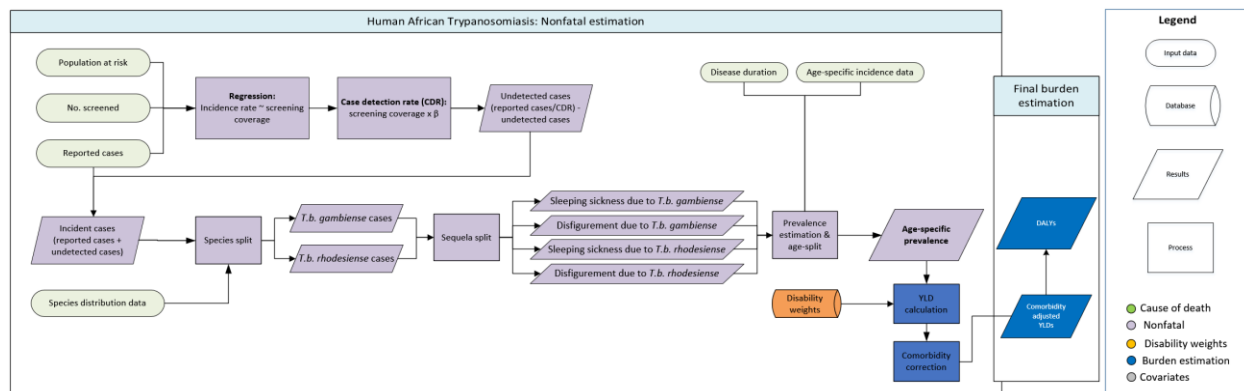 Human African Trypanosomiasis: Nonfatal estimation
Population at risk
No. screened
Reported cases
Regression:
Incidence rate ~ screening
coverage
Case detection rate (CDR):
screening coverage x β
Undetected cases
(reported cases/CDR) -
undetected cases
Disease duration
Age-specific incidence data
Incident cases
(reported cases +
undetected cases)
Species distribution data
Species split
T.b. gambiense cases
T.b. rhodesiense cases
Sequela split
Sleeping sickness due to T.b. gambiense
Disfigurement due to T.b. gambiense
Sleeping sickness due to T.b. rhodesiense
Disfigurement due to T.b. rhodesiense
Prevalence
estimation &
age-split
Age-specific
prevalence
Disability
weights
YLD
calculation
Comorbidity
correction
Final burden
estimation
DALYs
Comorbidity
adjusted
YLDs
Legend
Input data
Database
Results
Process
Cause of death
Nonfatal
Disability weights
Burden estimation
Covariates